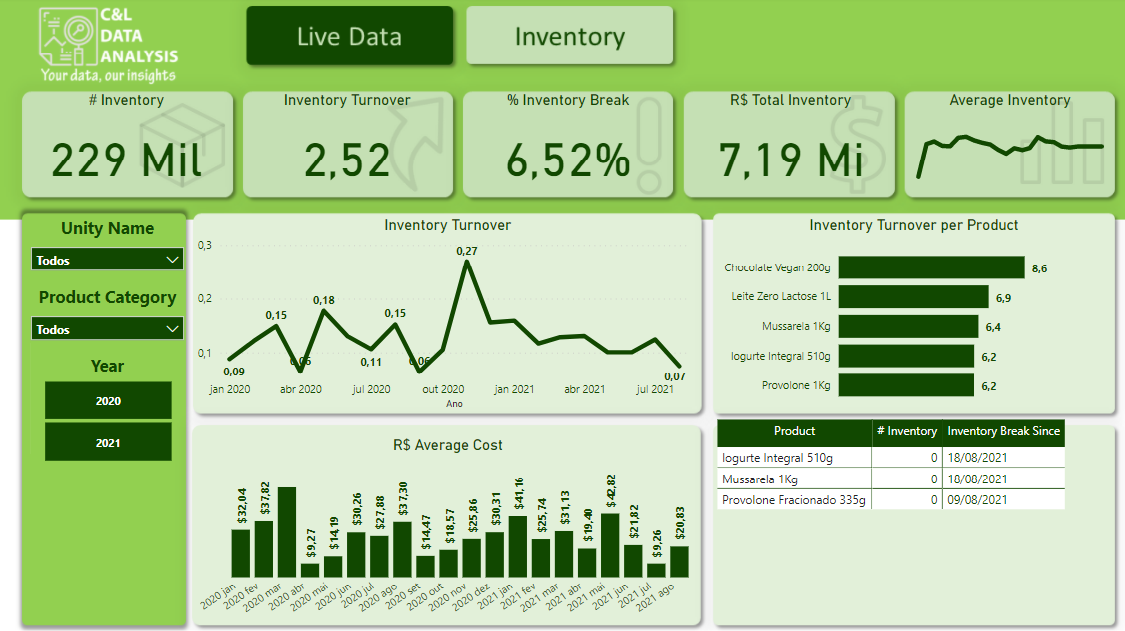 C&L
DATA
ANALYSIS
Your data, our insights
Live Data
Inventory
# Inventory
229 Mil
Inventory Turnover
2,52
% Inventory Break
6,52%
R$ Total Inventory
7,19 Mi
Average Inventory
Unity Name
Todos
Product Category
Todos
Year
2020
2021
Inventory Turnover
0,3
0,2
0,1
0,09
0,15
0,06
0,18
0,11
0,15
0,06
0,27
0,07
jan 2020
abr 2020
jul 2020
out 2020
jan 2021
abr 2021
jul 2021
Ano
Inventory Turnover per Product
Chocolate Vegan 200g 8,6
Leite Zero Lactose 1L 6,9
Mussarela 1Kg 6,4
Iogurte Integral 510g 6,2
Provolone 1Kg 6,2
R$ Average Cost
$32,04
$37,82
$9,27
$14,19
$30,26
$27,88
$37,30
$14,47
$18,57
$25,86
$30,31
$41,16
$25,74
$31,13
$19,40
$42,82
$21,82
$9,26
$20,83
2020 jan
2020 fev
2020 mar
2020 abr
2020 mai
2020 jun
2020 jul
2020 ago
2020 set
2020 out
2020 nov
2020 dez
2021 jan
2021 fev
2021 mar
2021 abr
2021 mai
2021 jun
2021 jul
2021 ago
Product # Inventory Inventory Break Since
Iogurte Integral 510g 0 18/08/2021
Mussarela 1Kg 0 18/08/2021
Provolone Fracionado 335g 0 09/08/2021